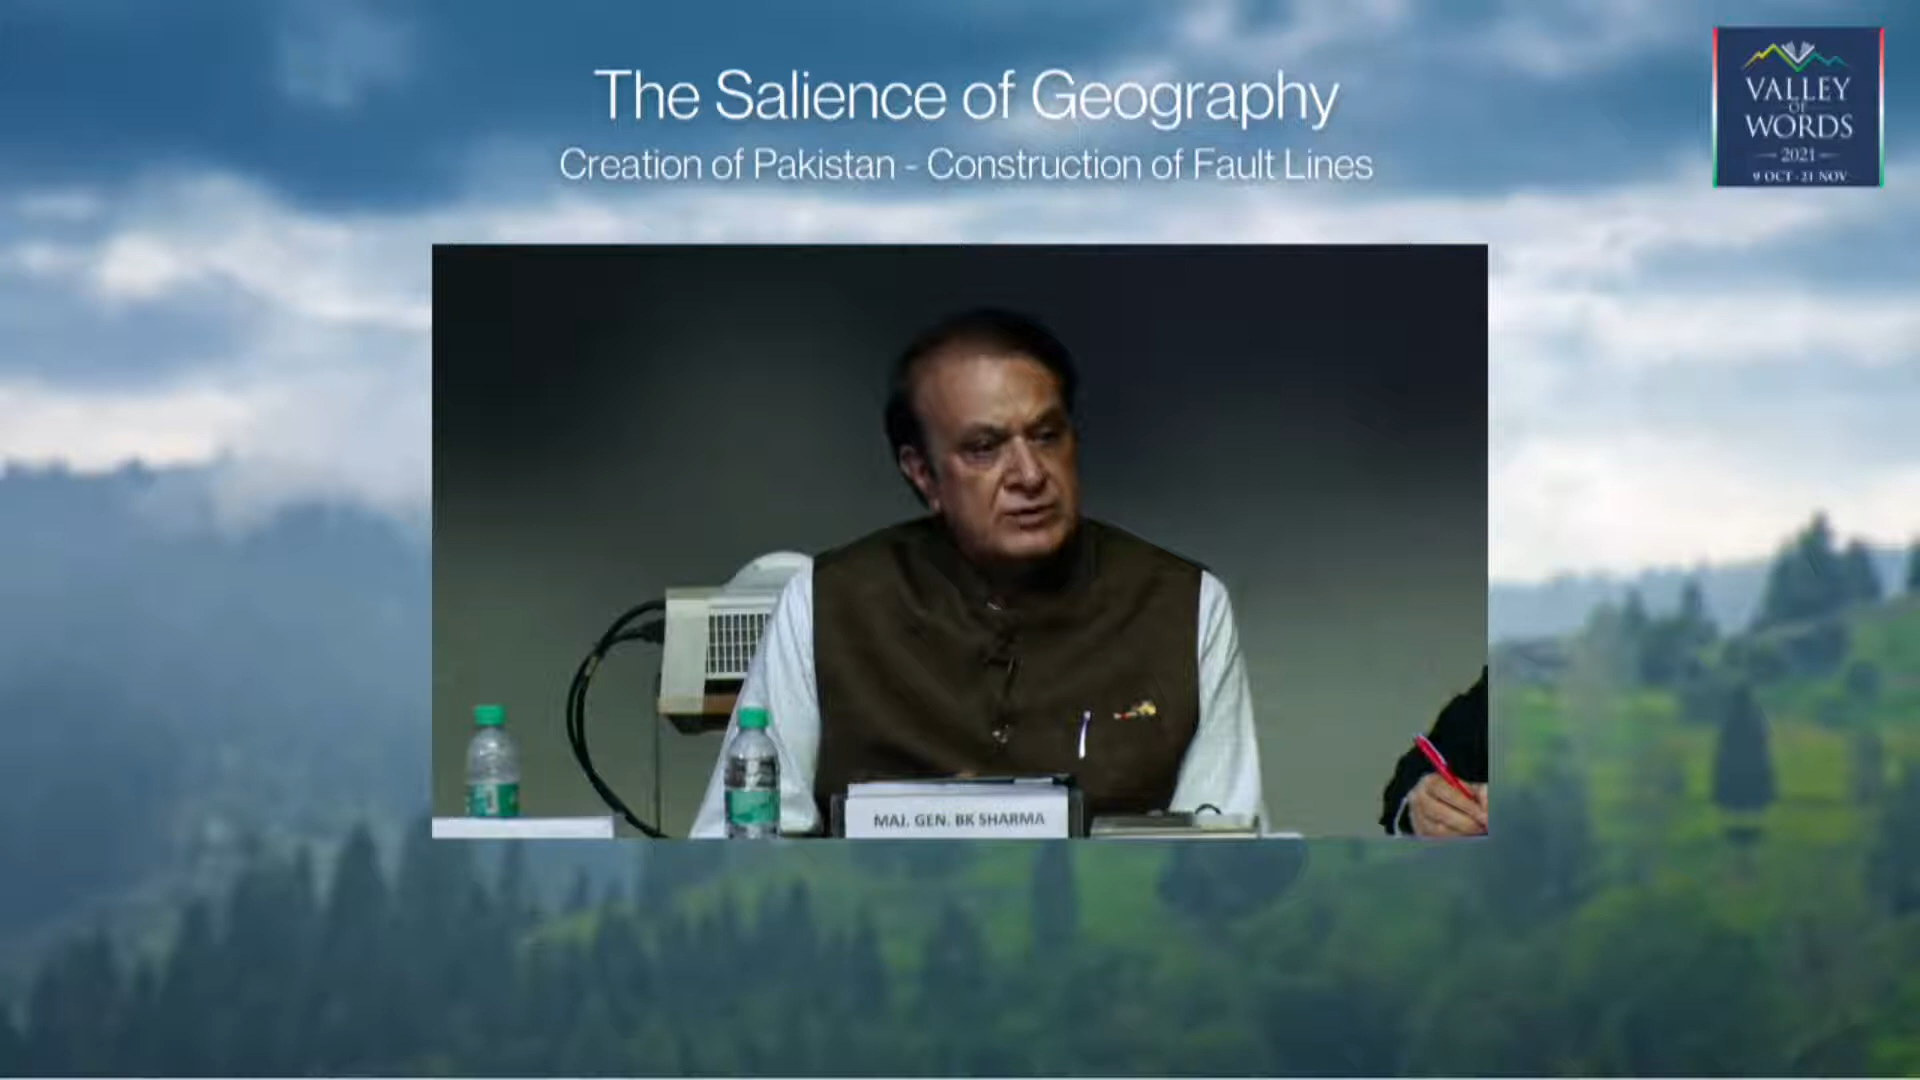 The Salience of Geography
Creation of Pakistan - Construction of Fault Lines
VALLEY
OF
WORDS
2021
9 OCT - 21 NOV
MAJ. GEN. BK SHARMA